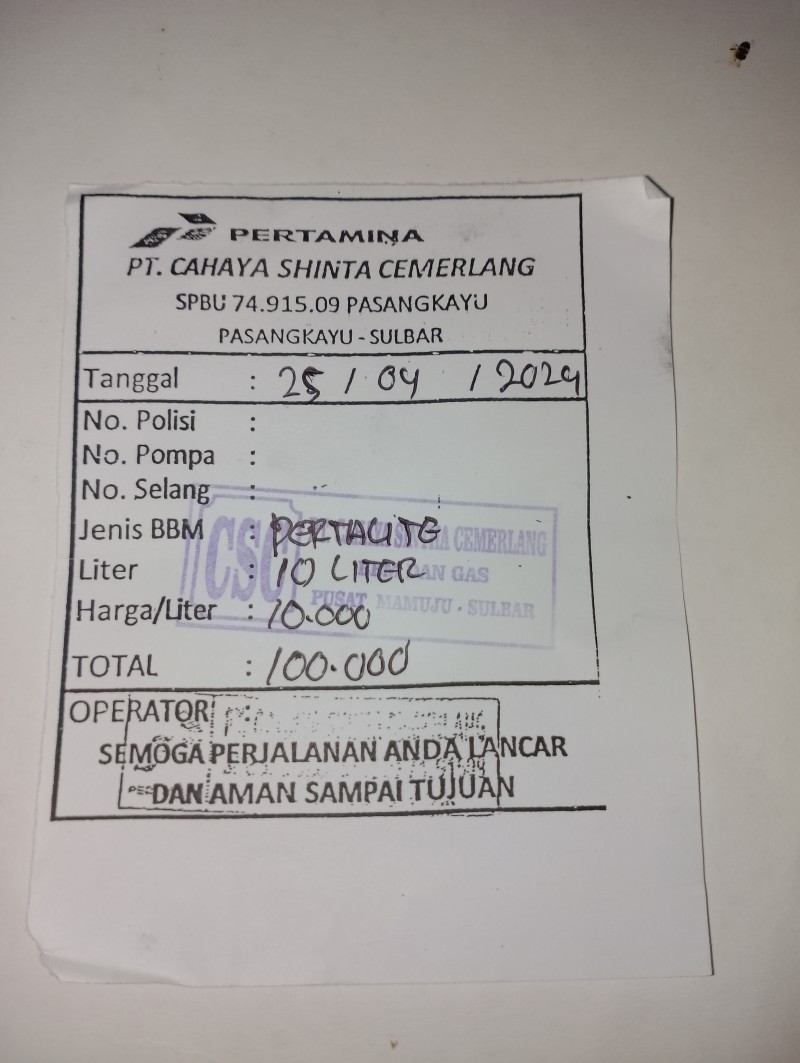 PERTAMINA
PT. CAHAYA SHINTA CEMERLANG
SPBU 74.915.09 PASANGKAYU
PASANGKAYU - SULBAR
Tanggal : 25 / 04 / 2024
No. Polisi :
No. Pompa :
No. Selang :
Jenis BBM : PERTALITE
Liter : 10 LITER
Harga/Liter : 10.000
TOTAL : 100.000
CSC
SHINTA CEMERLANG
DAN GAS
PUSAT MAMUJU - SULBAR
OPERATOR :
SEMOGA PERJALANAN ANDA LANCAR
DAN AMAN SAMPAI TUJUAN